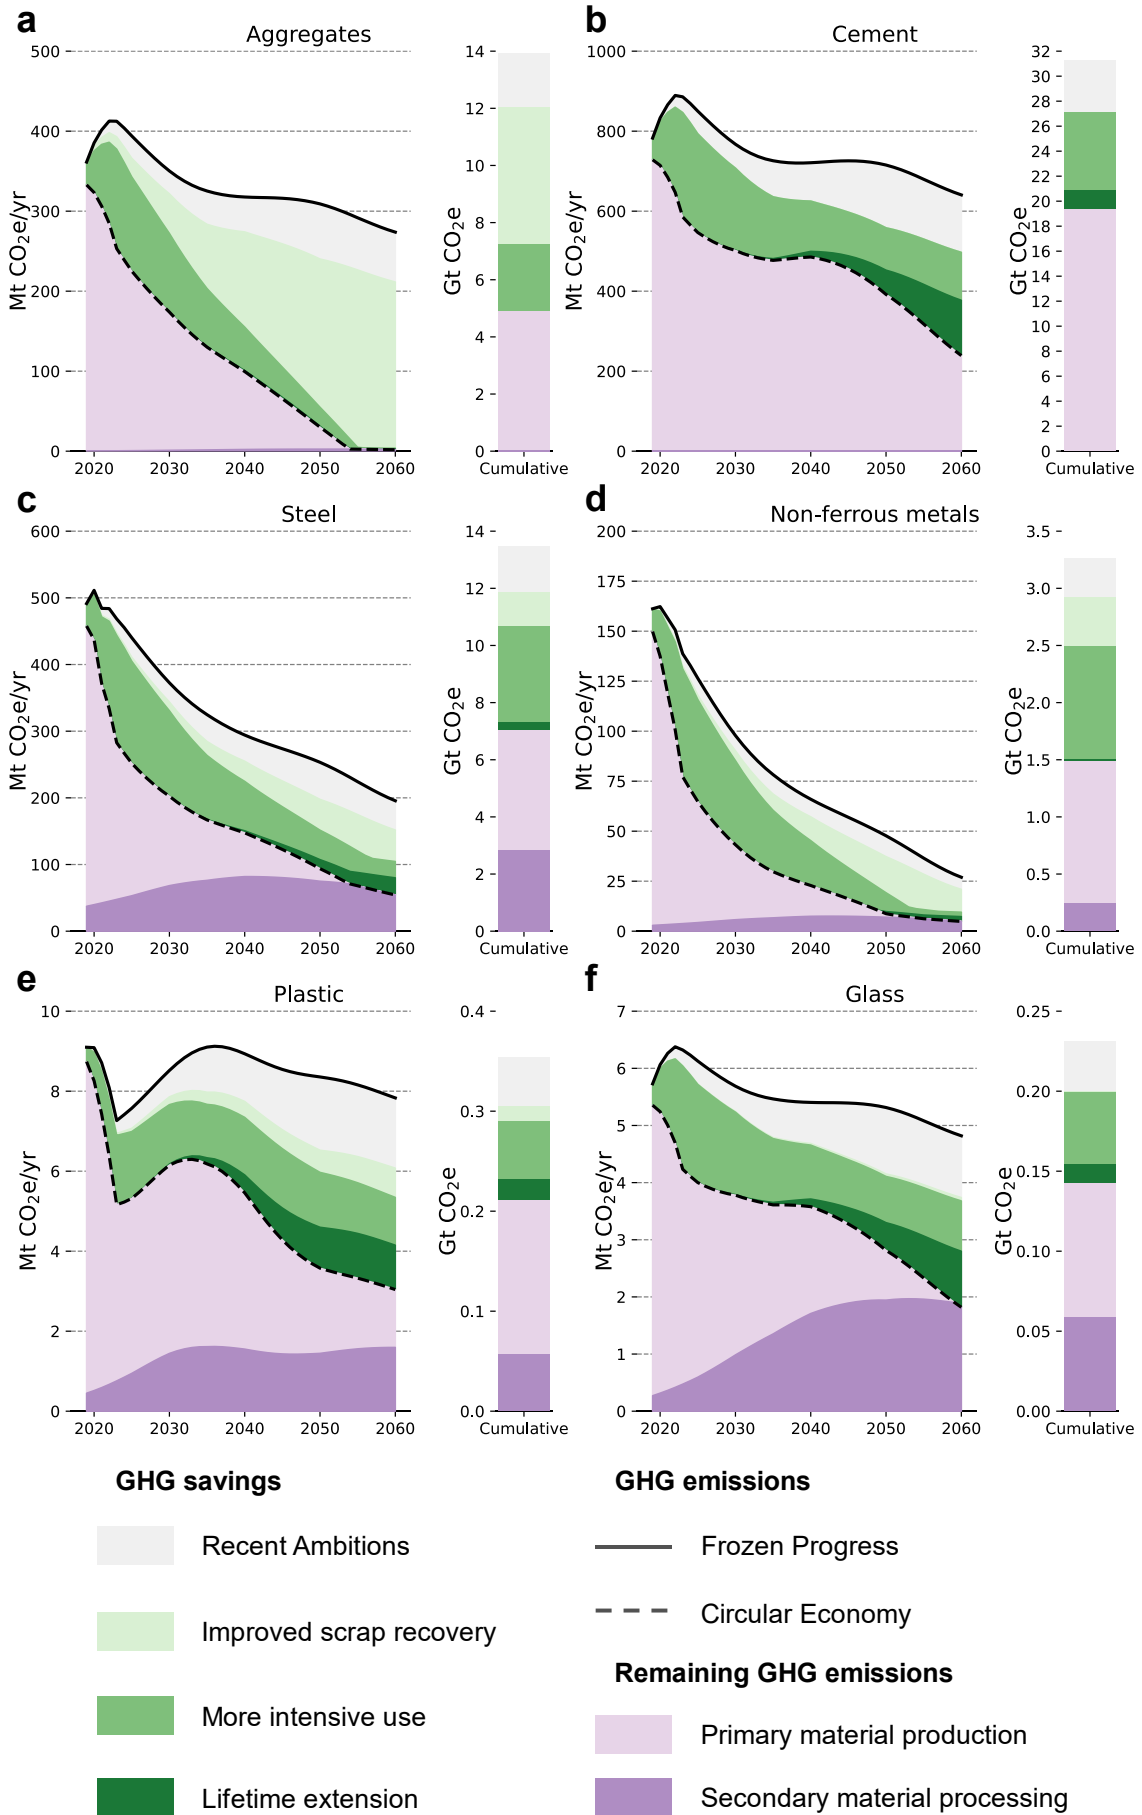 a
Aggregates
500
400
300
200
100
0
Mt CO₂e/yr
2020 2030 2040 2050 2060
14
12
10
8
6
4
2
0
Gt CO₂e
Cumulative
b
Cement
1000
800
600
400
200
0
Mt CO₂e/yr
2020 2030 2040 2050 2060
32
30
28
26
24
22
20
18
16
14
12
10
8
6
4
2
0
Gt CO₂e
Cumulative
c
Steel
600
500
400
300
200
100
0
Mt CO₂e/yr
2020 2030 2040 2050 2060
14
12
10
8
6
4
2
0
Gt CO₂e
Cumulative
d
Non-ferrous metals
200
175
150
125
100
75
50
25
0
Mt CO₂e/yr
2020 2030 2040 2050 2060
3.5
3.0
2.5
2.0
1.5
1.0
0.5
0.0
Gt CO₂e
Cumulative
e
Plastic
10
8
6
4
2
0
Mt CO₂e/yr
2020 2030 2040 2050 2060
0.4
0.3
0.2
0.1
0.0
Gt CO₂e
Cumulative
f
Glass
7
6
5
4
3
2
1
0
Mt CO₂e/yr
2020 2030 2040 2050 2060
0.25
0.20
0.15
0.10
0.05
0.00
Gt CO₂e
Cumulative
GHG savings
Recent Ambitions
Improved scrap recovery
More intensive use
Lifetime extension
GHG emissions
Frozen Progress
Circular Economy
Remaining GHG emissions
Primary material production
Secondary material processing